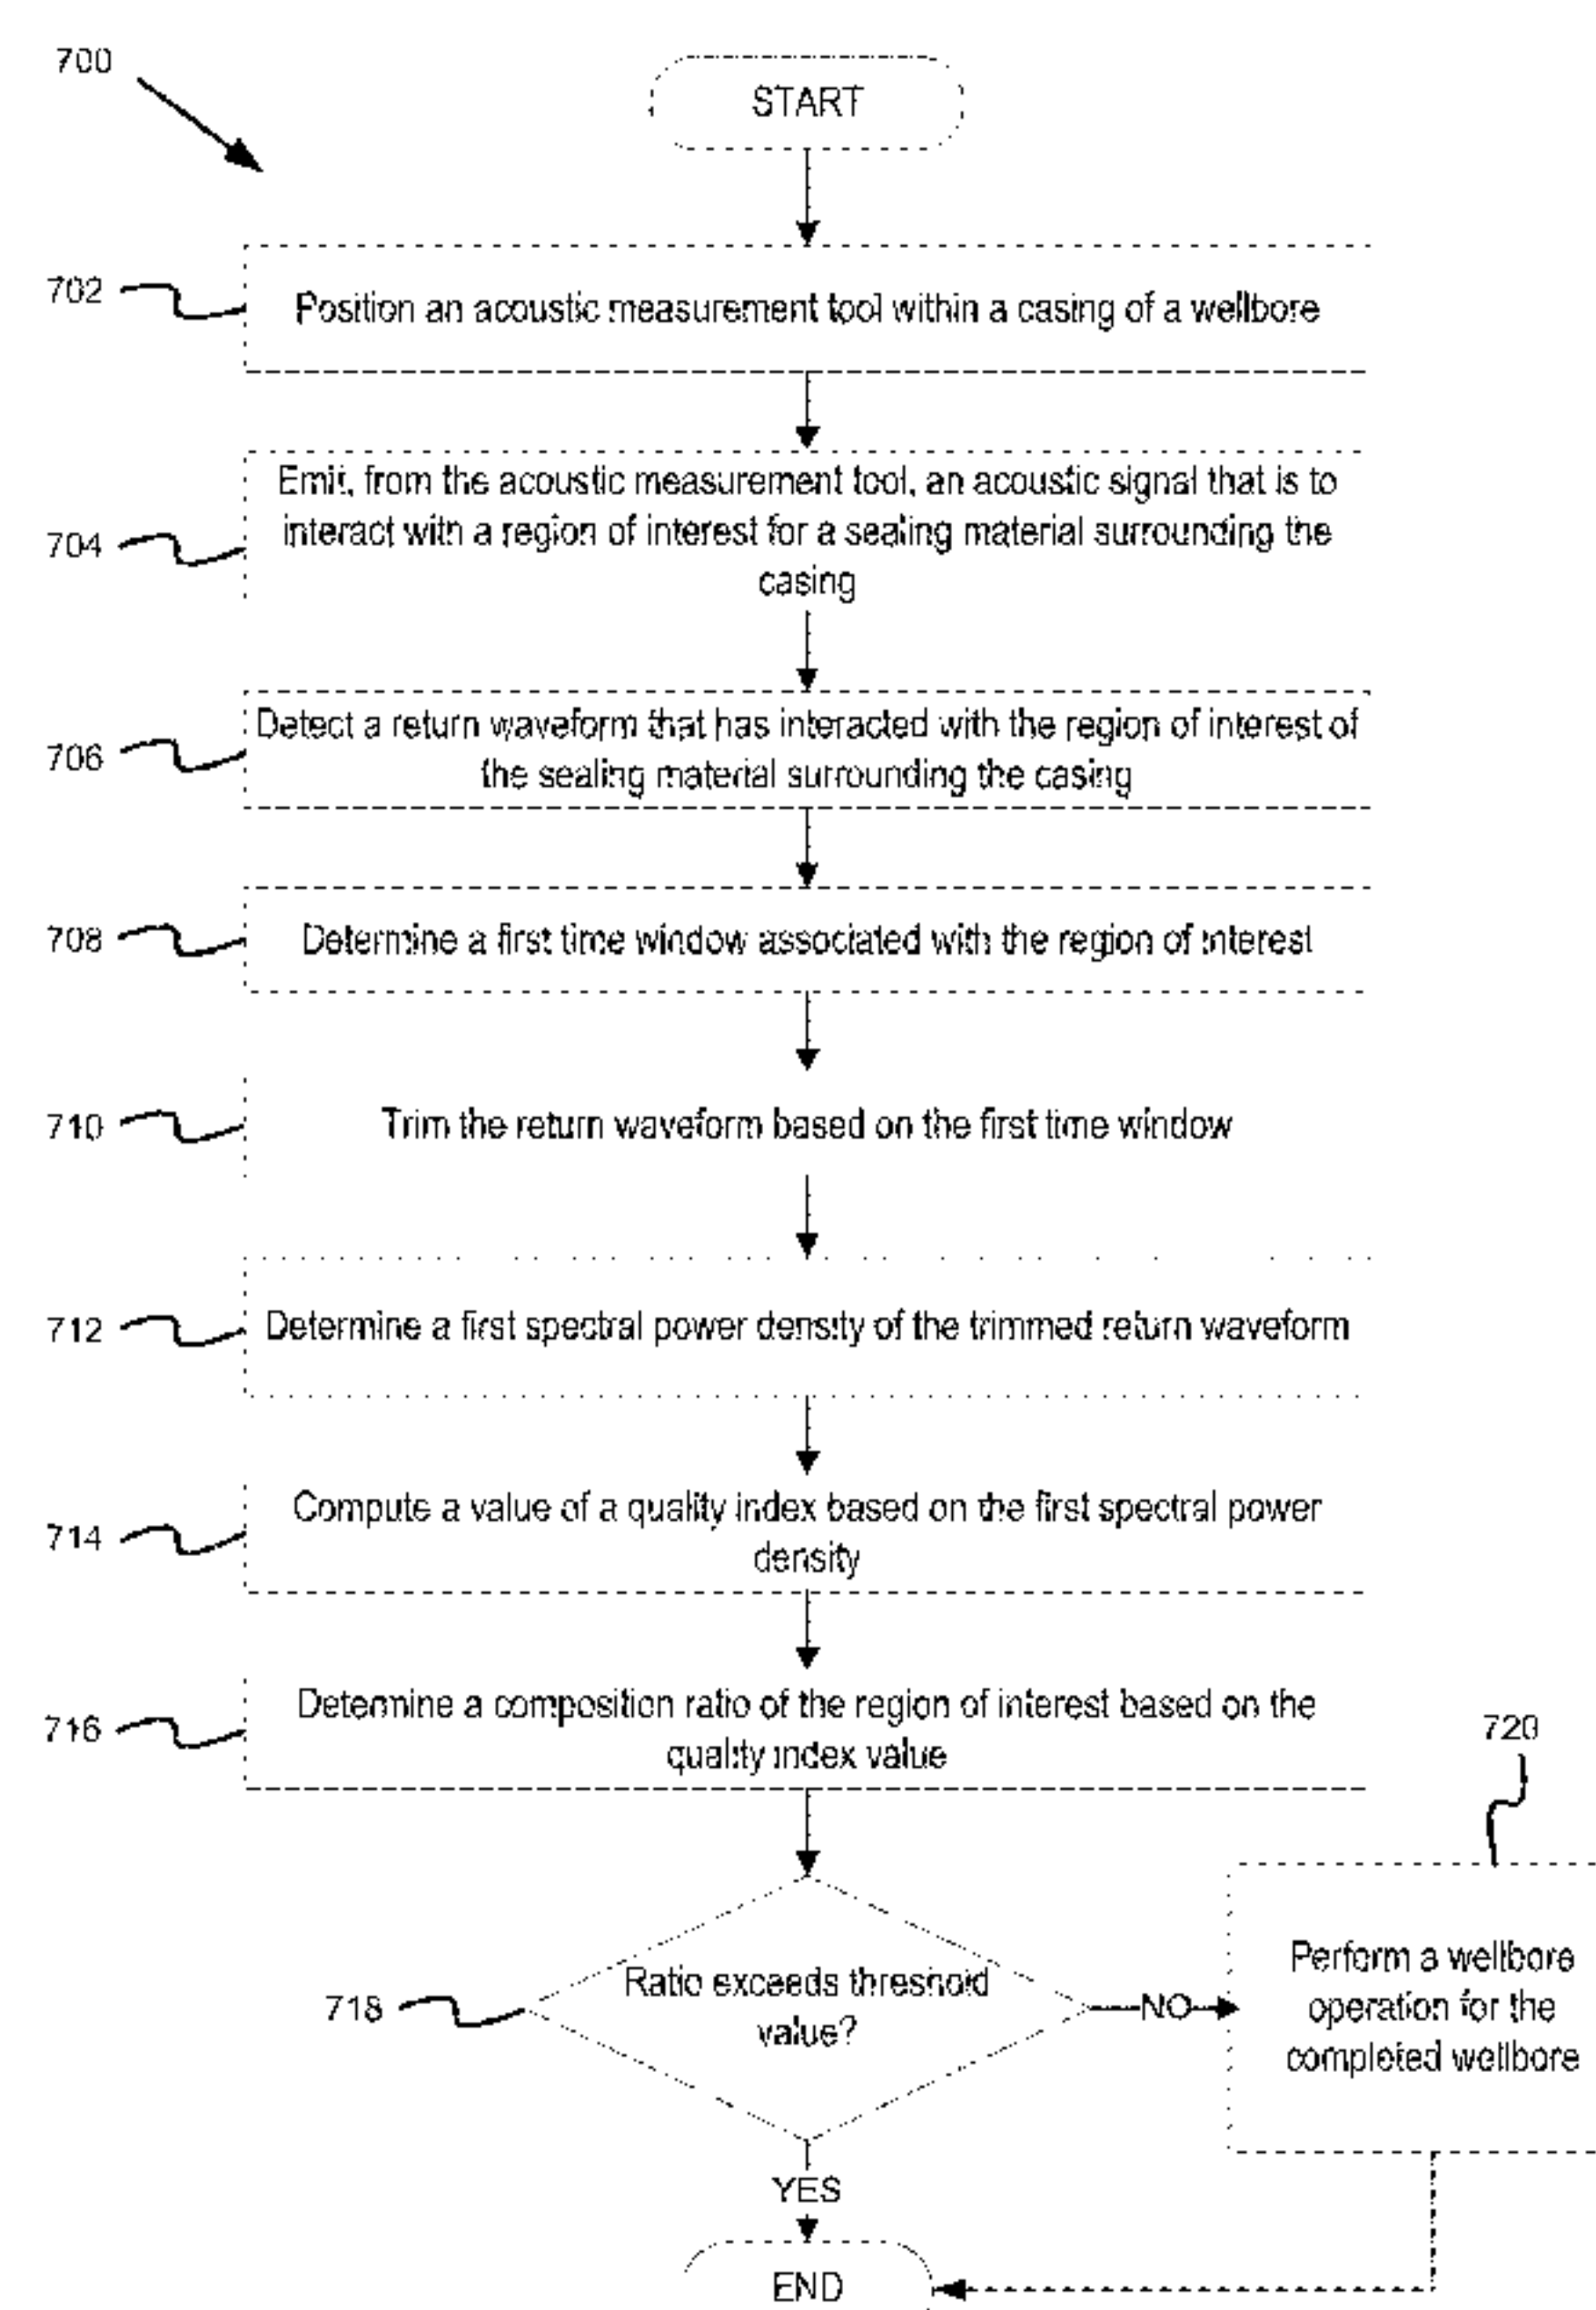 700
START
702
Position an acoustic measurement tool within a casing of a wellbore
704
Emit, from the acoustic measurement tool, an acoustic signal that is to
interact with a region of interest for a sealing material surrounding the
casing
706
Detect a return waveform that has interacted with the region of interest of
the sealing material surrounding the casing
708
Determine a first time window associated with the region of interest
710
Trim the return waveform based on the first time window
712
Determine a first spectral power density of the trimmed return waveform
714
Compute a value of a quality index based on the first spectral power
density
716
Determine a composition ratio of the region of interest based on the
quality index value
720
718
Ratio exceeds threshold
value?
NO
Perform a wellbore
operation for the
completed wellbore
YES
END